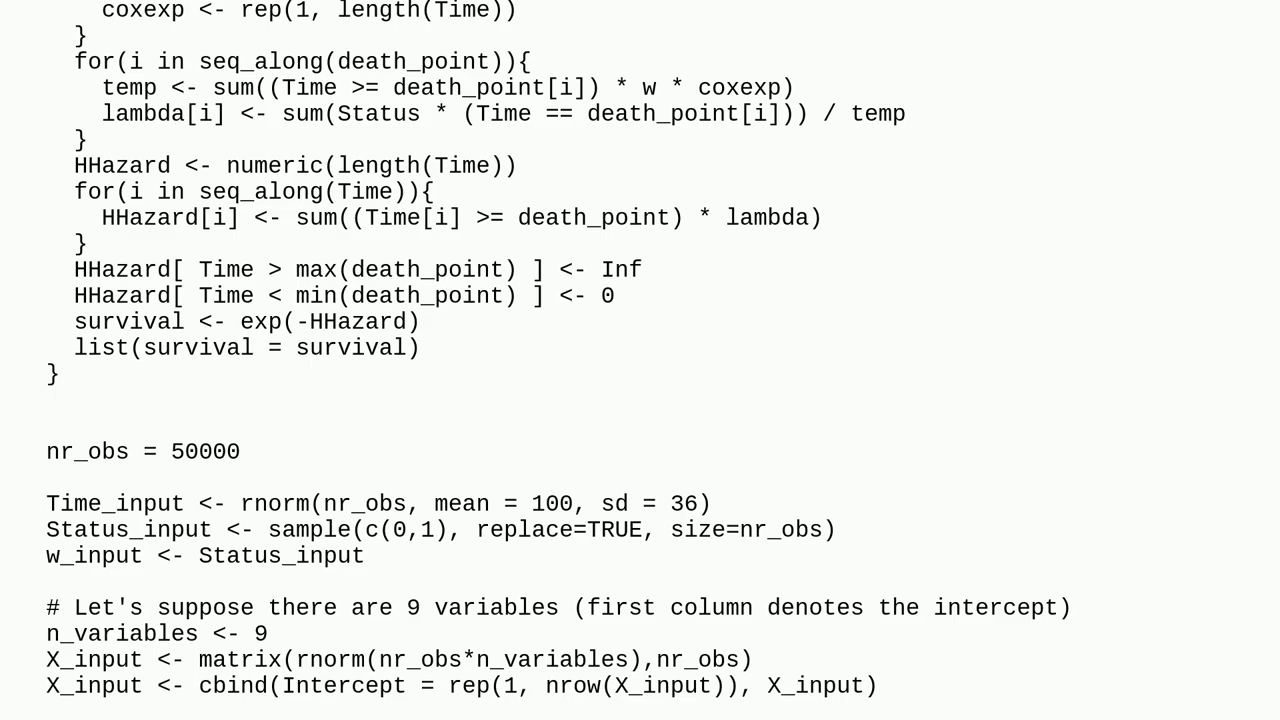 coxexp <- rep(1, length(Time))
}
for(i in seq_along(death_point)){
temp <- sum((Time >= death_point[i]) * w * coxexp)
lambda[i] <- sum(Status * (Time == death_point[i])) / temp
}
HHazard <- numeric(length(Time))
for(i in seq_along(Time)){
HHazard[i] <- sum((Time[i] >= death_point) * lambda)
}
HHazard[ Time > max(death_point) ] <- Inf
HHazard[ Time < min(death_point) ] <- 0
survival <- exp(-HHazard)
list(survival = survival)
}
nr_obs = 50000
Time_input <- rnorm(nr_obs, mean = 100, sd = 36)
Status_input <- sample(c(0,1), replace=TRUE, size=nr_obs)
w_input <- Status_input
# Let's suppose there are 9 variables (first column denotes the intercept)
n_variables <- 9
X_input <- matrix(rnorm(nr_obs*n_variables),nr_obs)
X_input <- cbind(Intercept = rep(1, nrow(X_input)), X_input)